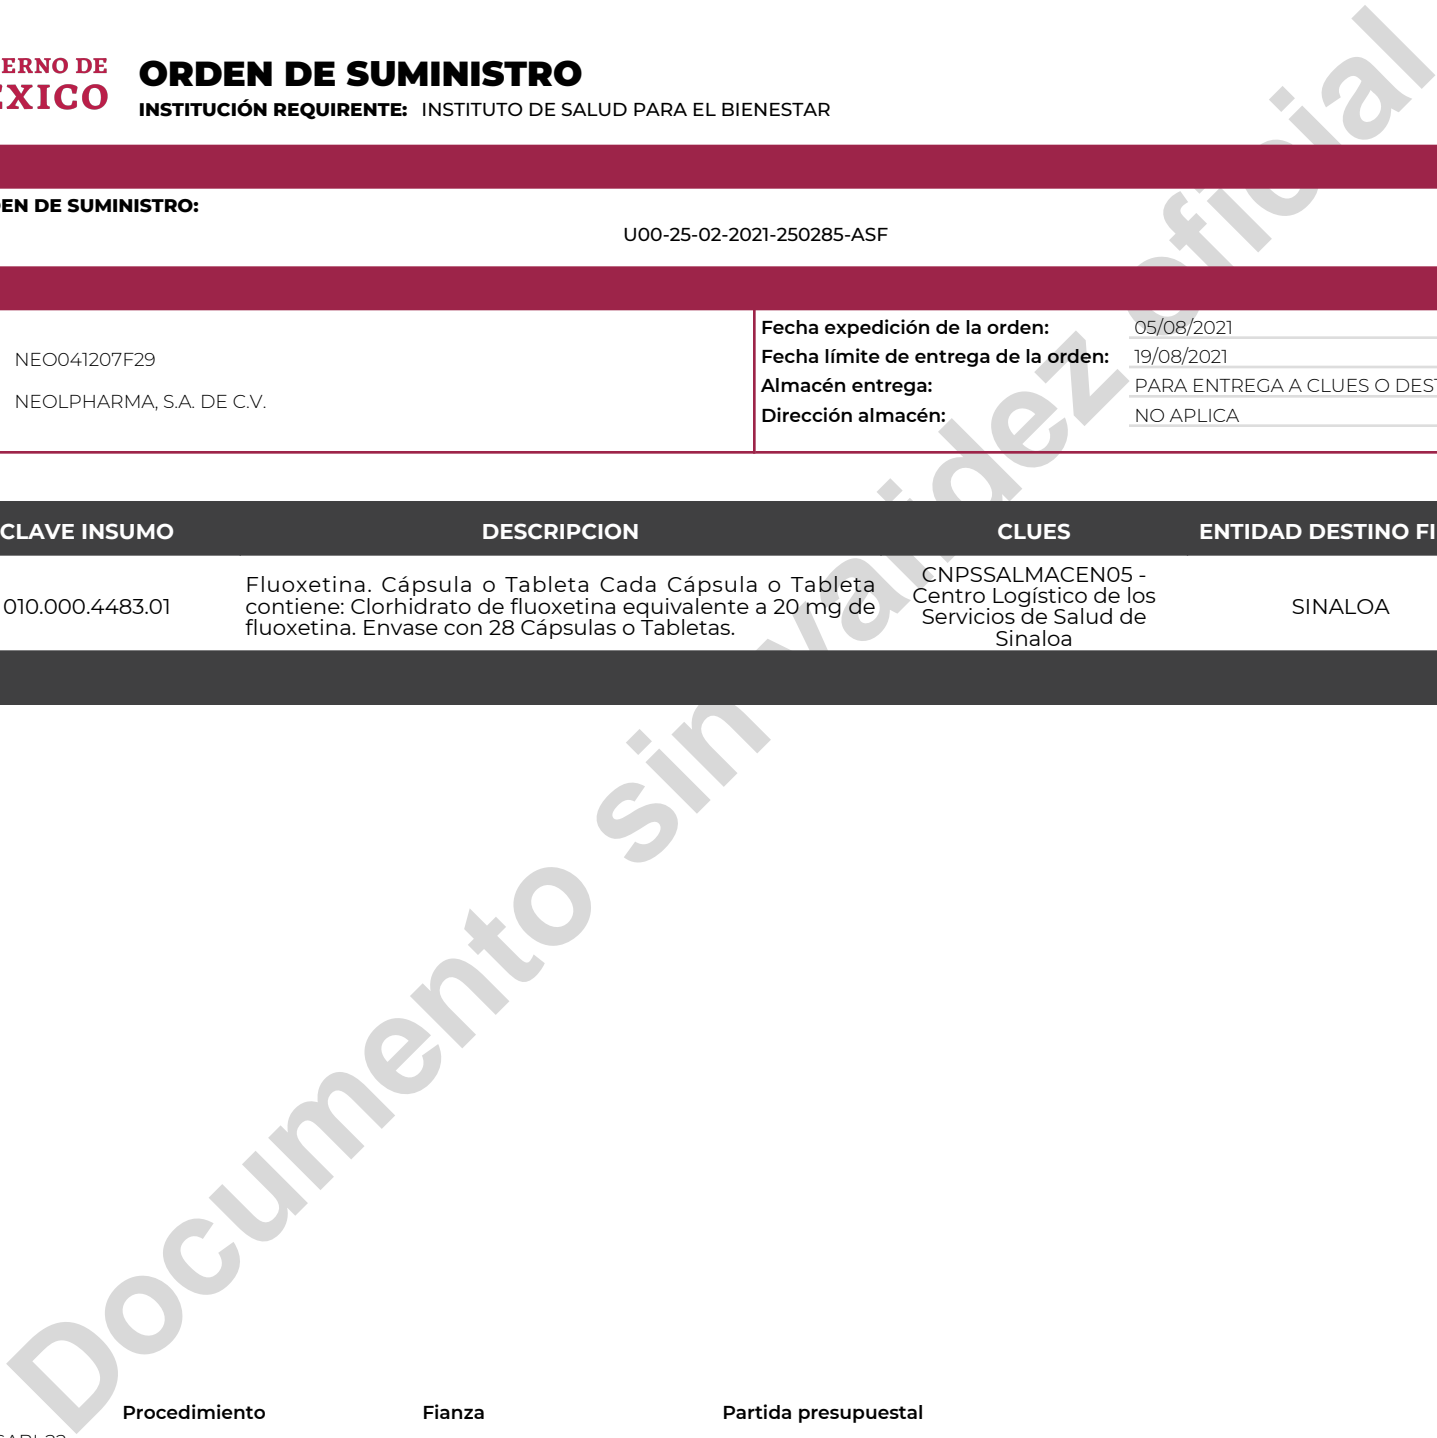 ERNO DE
ÉXICO
ORDEN DE SUMINISTRO
INSTITUCIÓN REQUIRENTE: INSTITUTO DE SALUD PARA EL BIENESTAR
EN DE SUMINISTRO:
U00-25-02-2021-250285-ASF
NEO041207F29
NEOLPHARMA, S.A. DE C.V.
Fecha expedición de la orden: 05/08/2021
Fecha límite de entrega de la orden: 19/08/2021
Almacén entrega: PARA ENTREGA A CLUES O DEST
Dirección almacén: NO APLICA
CLAVE INSUMO DESCRIPCION CLUES ENTIDAD DESTINO FI
010.000.4483.01
Fluoxetina. Cápsula o Tableta Cada Cápsula o Tableta
contiene: Clorhidrato de fluoxetina equivalente a 20 mg de
fluoxetina. Envase con 28 Cápsulas o Tabletas.
CNPSSALMACEN05 -
Centro Logístico de los
Servicios de Salud de
Sinaloa
SINALOA
Documento sin validez oficial
Procedimiento Fianza Partida presupuestal